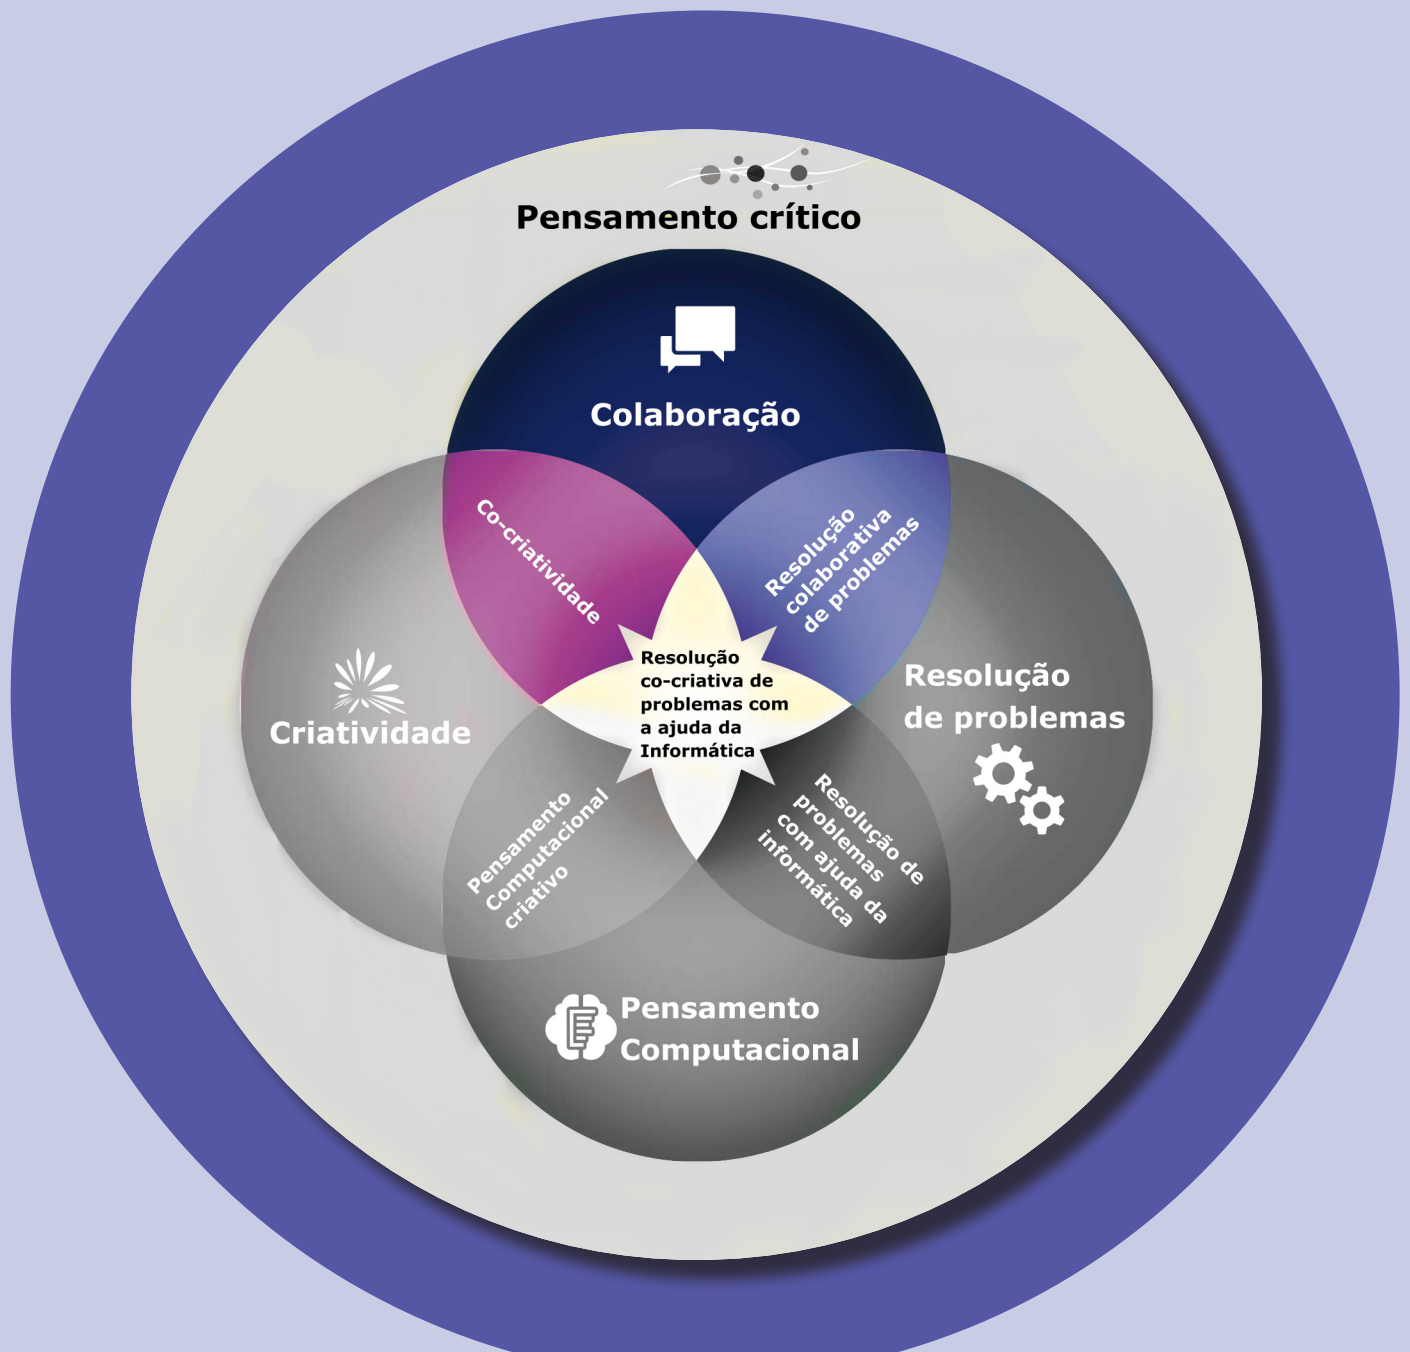 Pensamento crítico
Colaboração
Co-criatividade
Resolução
colaborativa
de problemas
Resolução
co-criativa de
problemas com
a ajuda da
Informática
Criatividade
Resolução
de problemas
Pensamento
Computacional
criativo
Resolução de
problemas
com ajuda da
informática
Pensamento
Computacional